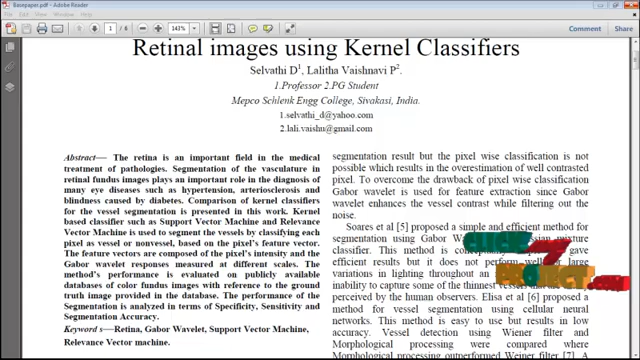 Basepaper.pdf - Adobe Reader
File Edit View Window Help
1 / 6
143%
Comment
Share
Retinal images using Kernel Classifiers
Selvathi D1, Lalitha Vaishnavi P2.
1.Professor 2.PG Student
Mepco Schlenk Engg College, Sivakasi, India.
1.selvathi_d@yahoo.com
2.lali.vaishu@gmail.com
Abstract— The retina is an important field in the medical
treatment of pathologies. Segmentation of the vasculature in
retinal fundus images plays an important role in the diagnosis of
many eye diseases such as hypertension, arteriosclerosis and
blindness caused by diabetes. Comparison of kernel classifiers
for the vessel segmentation is presented in this work. Kernel
based classifier such as Support Vector Machine and Relevance
Vector Machine is used to segment the vessels by classifying each
pixel as vessel or nonvessel, based on the pixel's feature vector.
The feature vectors are composed of the pixel's intensity and the
Gabor wavelet responses measured at different scales. The
method's performance is evaluated on publicly available
databases of color fundus images with reference to the ground
truth image provided in the database. The performance of the
Segmentation is analyzed in terms of Specificity, Sensitivity and
Segmentation Accuracy.
Keywords - Retina, Gabor Wavelet, Support Vector Machine,
Relevance Vector machine.
segmentation result but the pixel wise classification is not
possible which results in the overestimation of well contrasted
pixel. To overcome the drawback of pixel wise classification
Gabor wavelet is used for feature extraction since Gabor
wavelet enhances the vessel contrast while filtering out the
noise.
Soares et al [5] proposed a simple and efficient method for
segmentation using Gabor mixture
classifier. This method is gave
efficient results but it does not perform well large
variations in lighting throughout an
inability to capture some of the thinnest vessels that
perceived by the human observers. Elisa et al [6] proposed a
method for vessel segmentation using cellular neural
networks. This method is easy to use but results in low
accuracy. Vessel detection using Wiener filter and
Morphological processing were compared where
Morphological processing outperformed Weiner filter [7]. A